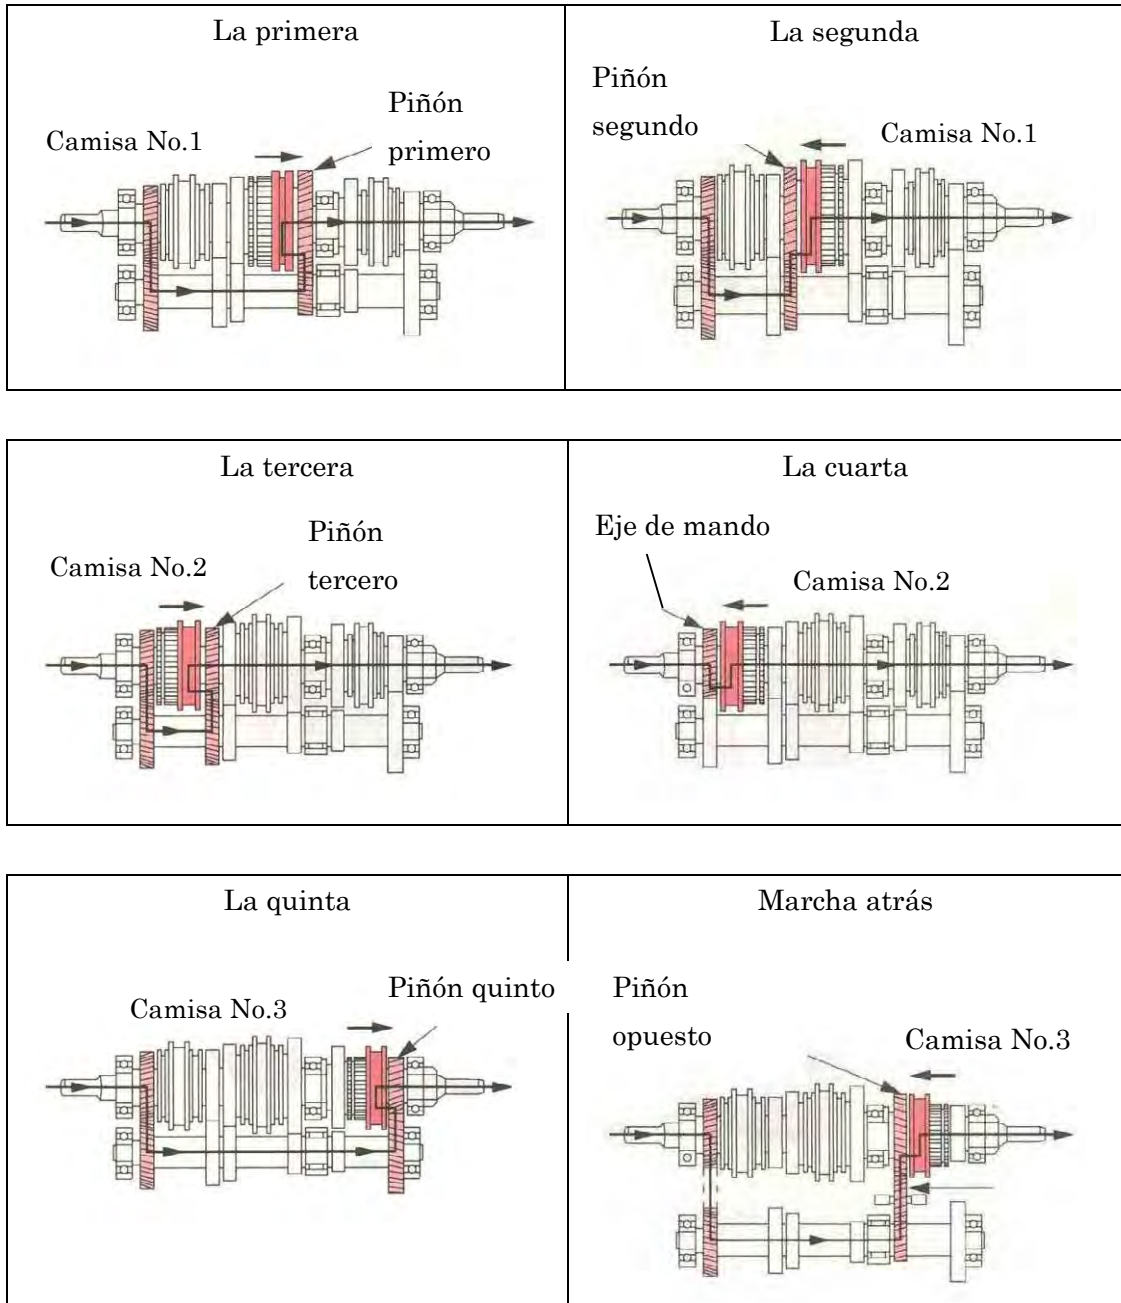 La primera
Piñón
Camisa No.1
primero
La segunda
Piñón
segundo
Camisa No.1
La tercera
Piñón
Camisa No.2
tercero
La cuarta
Eje de mando
Camisa No.2
La quinta
Piñón quinto
Camisa No.3
Marcha atrás
Piñón
opuesto
Camisa No.3